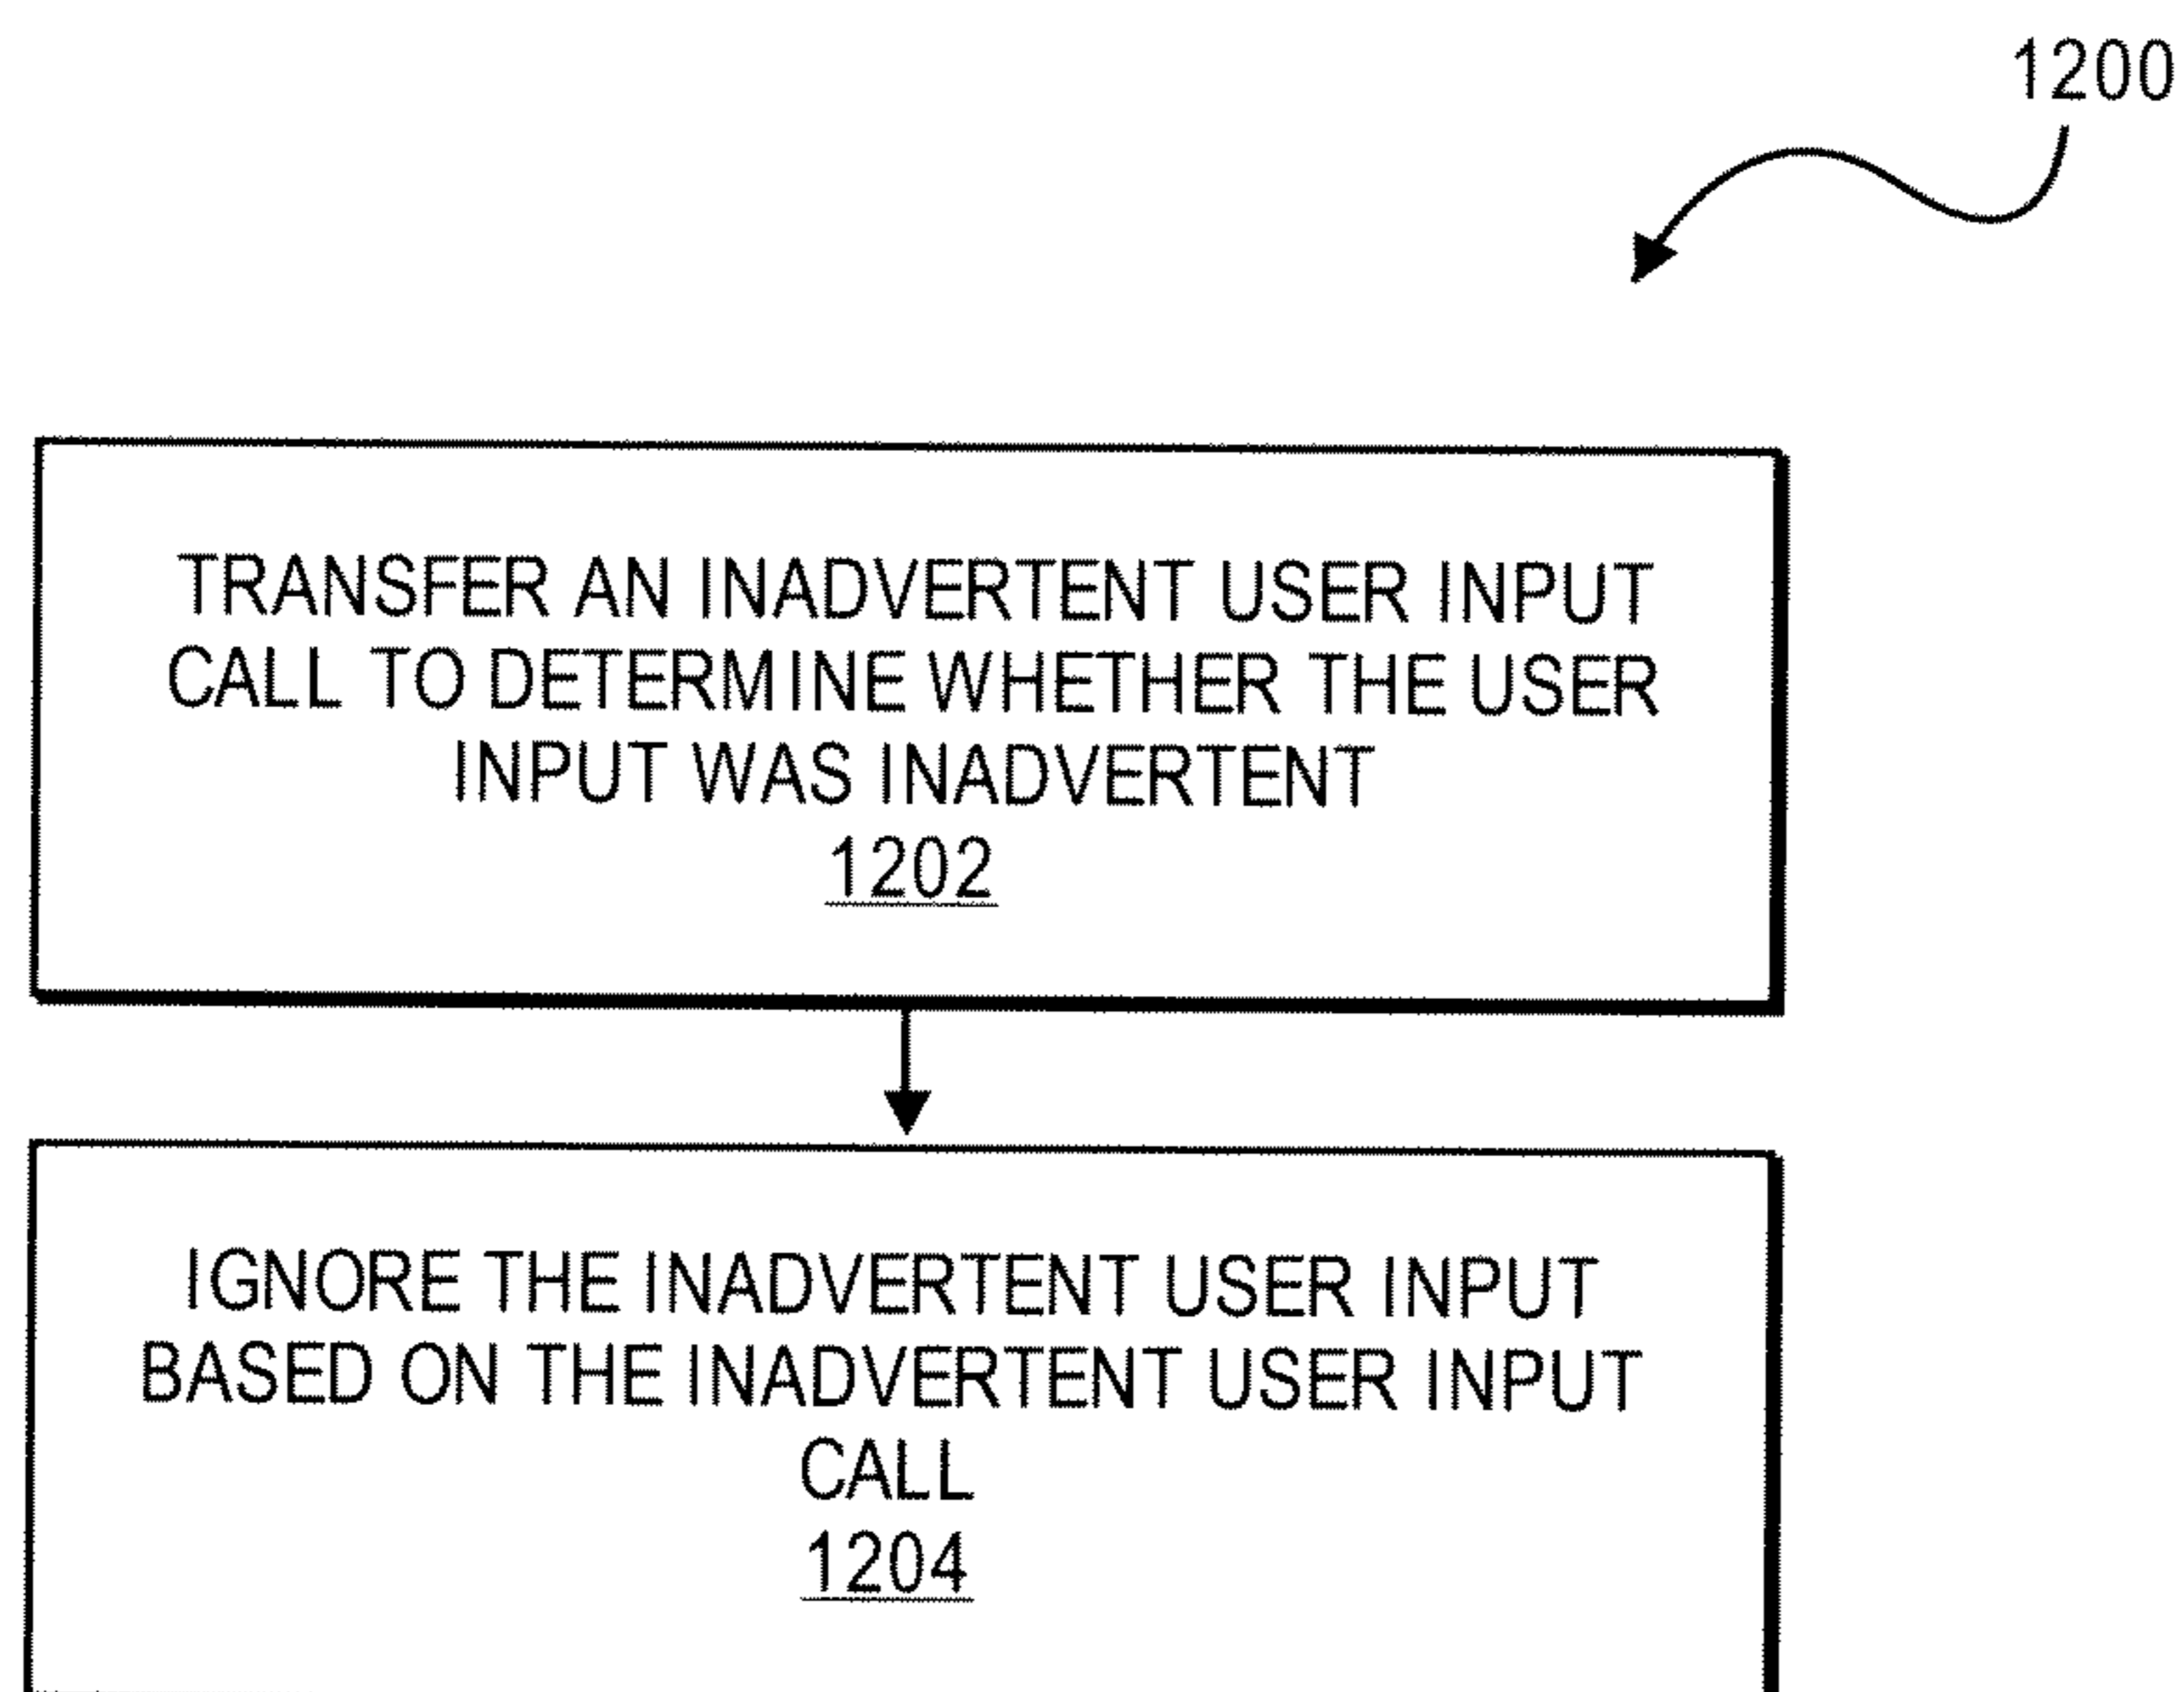 1200
TRANSFER AN INADVERTENT USER INPUT
CALL TO DETERMINE WHETHER THE USER
INPUT WAS INADVERTENT
1202
IGNORE THE INADVERTENT USER INPUT
BASED ON THE INADVERTENT USER INPUT
CALL
1204